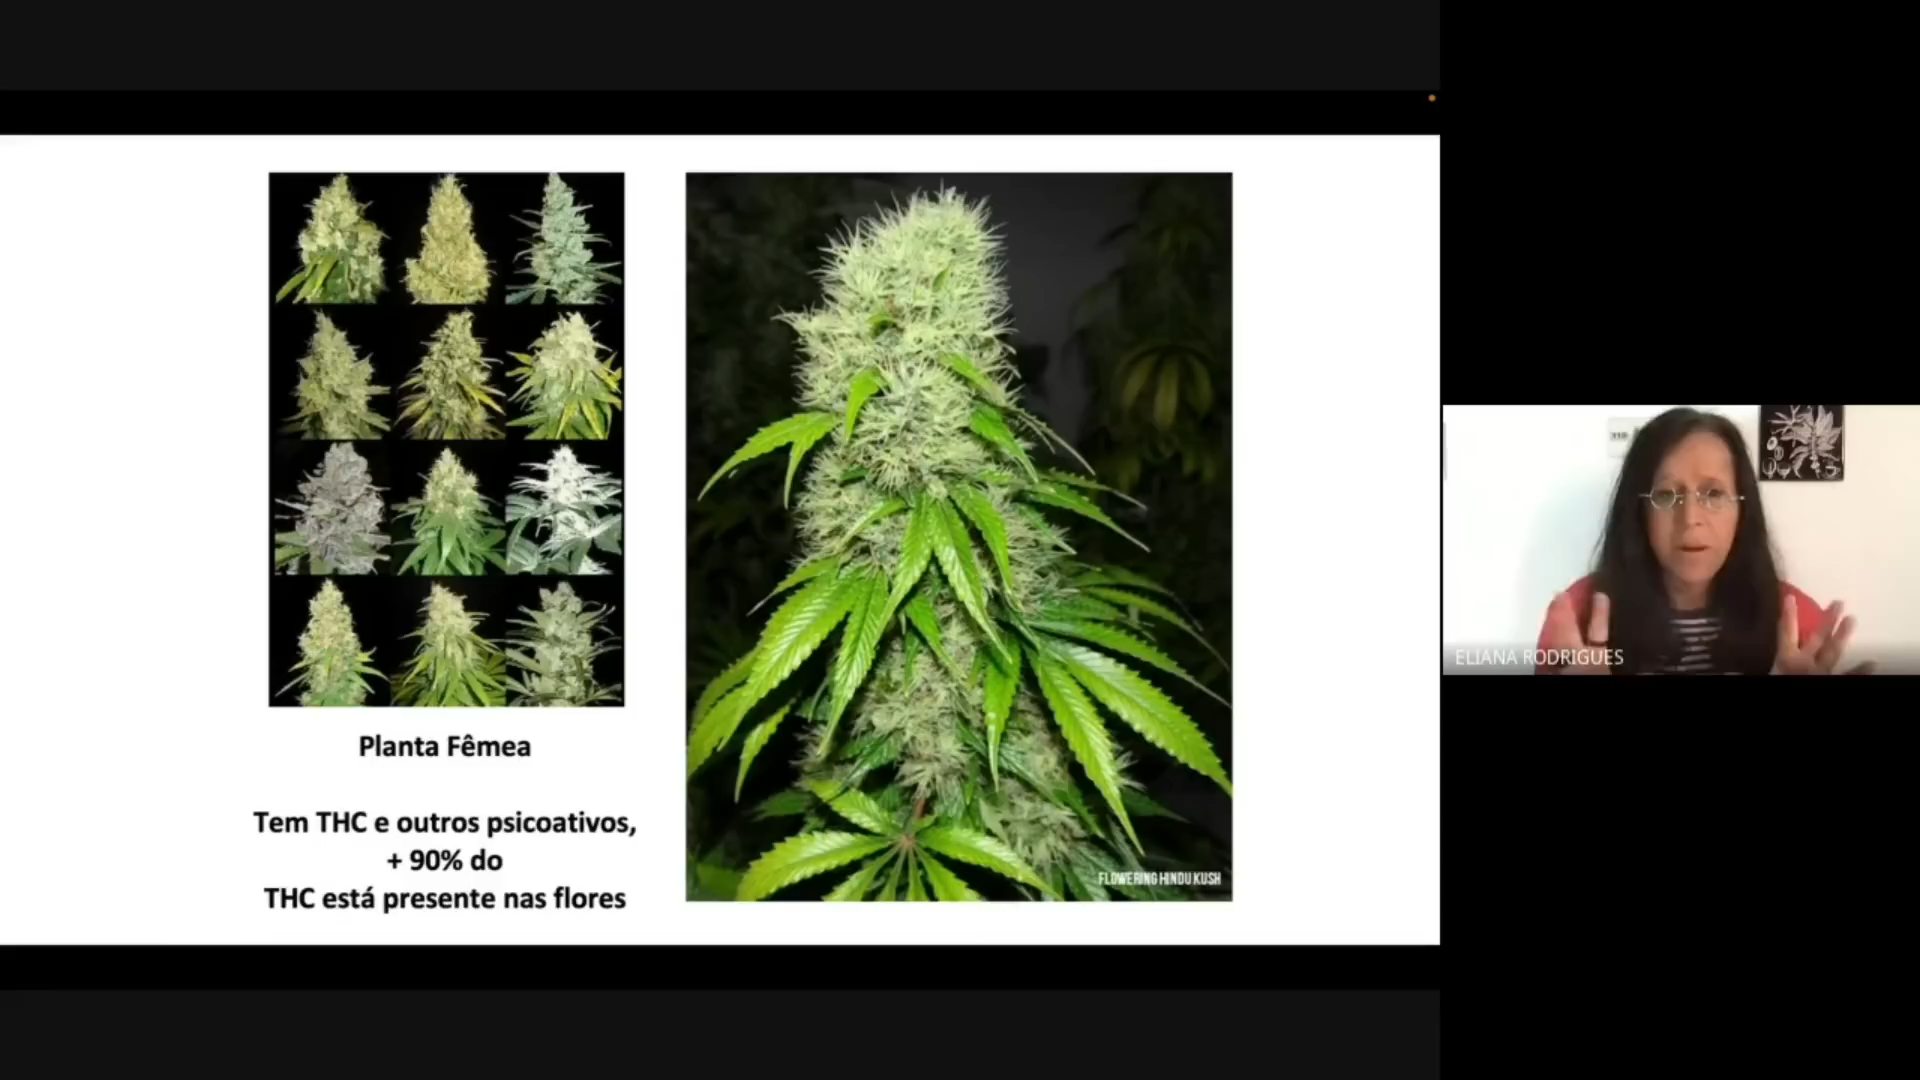 Planta Fêmea
Tem THC e outros psicoativos,
+ 90% do
THC está presente nas flores
FLOWERING HINDU KUSH
ELIANA RODRIGUES